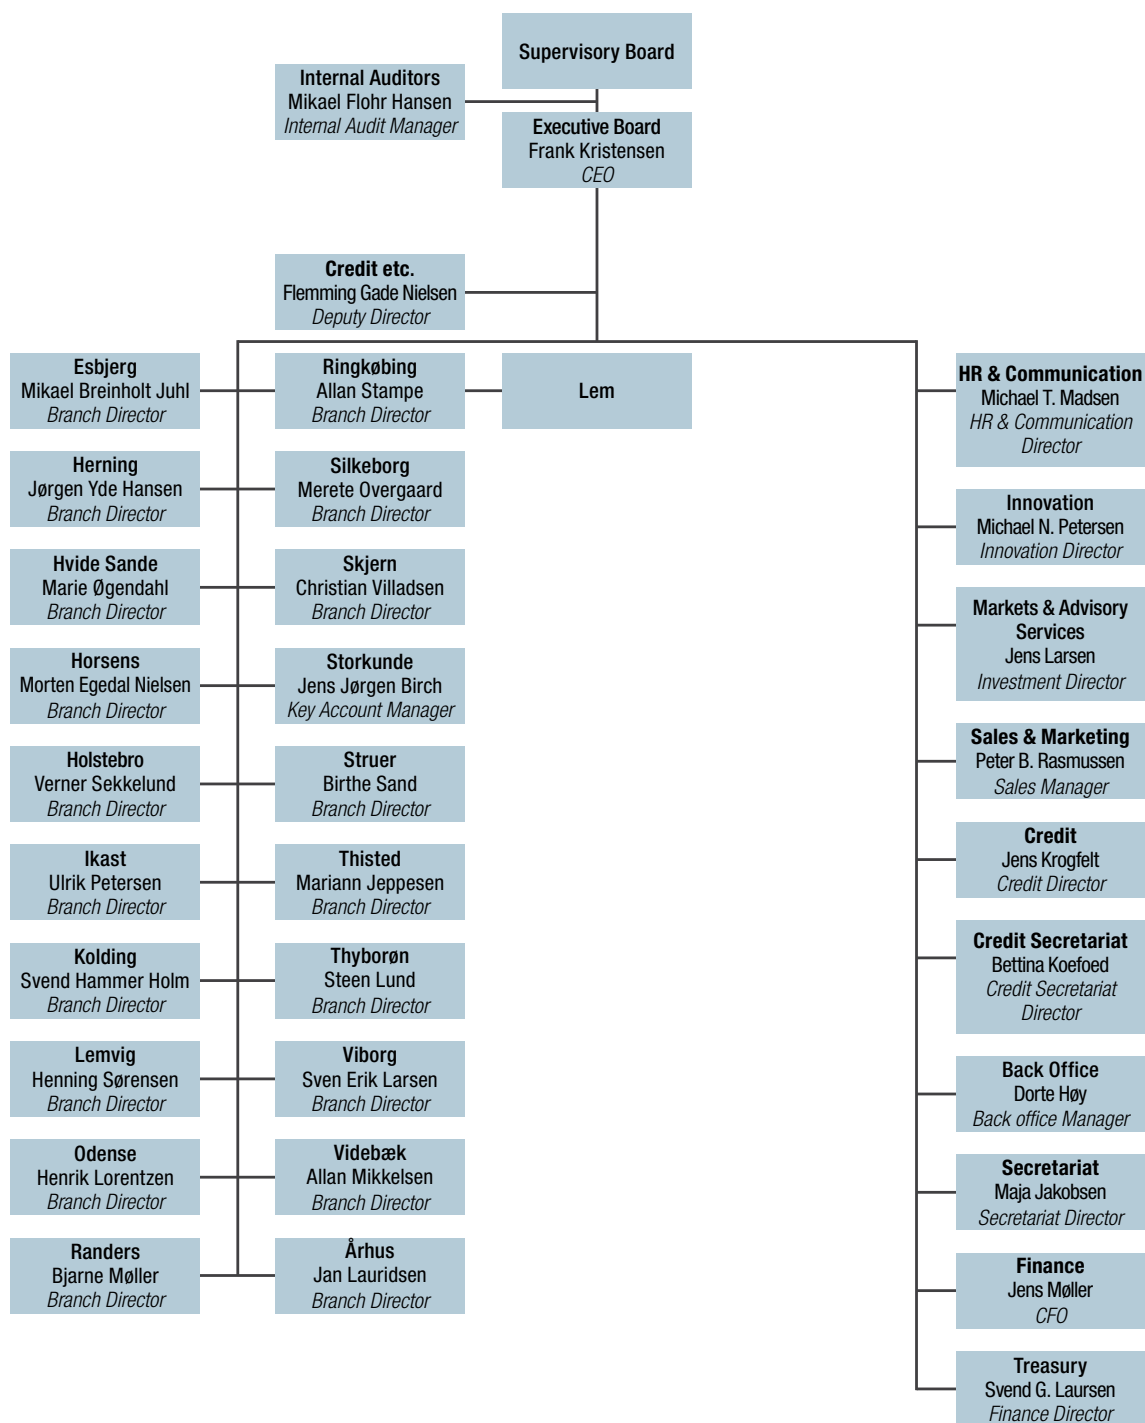 Supervisory Board
Internal Auditors
Mikael Flohr Hansen
Internal Audit Manager
Executive Board
Frank Kristensen
CEO
Credit etc.
Flemming Gade Nielsen
Deputy Director
Esbjerg
Mikael Breinholt Juhl
Branch Director
Ringkøbing
Allan Stampe
Branch Director
Lem
Herning
Jørgen Yde Hansen
Branch Director
Silkeborg
Merete Overgaard
Branch Director
Hvide Sande
Marie Øgendahl
Branch Director
Skjern
Christian Villadsen
Branch Director
Horsens
Morten Egedal Nielsen
Branch Director
Storkunde
Jens Jørgen Birch
Key Account Manager
Holstebro
Verner Sekkelund
Branch Director
Struer
Birthe Sand
Branch Director
Ikast
Ulrik Petersen
Branch Director
Thisted
Mariann Jeppesen
Branch Director
Kolding
Svend Hammer Holm
Branch Director
Thyborøn
Steen Lund
Branch Director
Lemvig
Henning Sørensen
Branch Director
Viborg
Sven Erik Larsen
Branch Director
Odense
Henrik Lorentzen
Branch Director
Videbæk
Allan Mikkelsen
Branch Director
Randers
Bjarne Møller
Branch Director
Århus
Jan Lauridsen
Branch Director
HR & Communication
Michael T. Madsen
HR & Communication
Director
Innovation
Michael N. Petersen
Innovation Director
Markets & Advisory
Services
Jens Larsen
Investment Director
Sales & Marketing
Peter B. Rasmussen
Sales Manager
Credit
Jens Krogfelt
Credit Director
Credit Secretariat
Bettina Koefoed
Credit Secretariat
Director
Back Office
Dorte Høy
Back office Manager
Secretariat
Maja Jakobsen
Secretariat Director
Finance
Jens Møller
CFO
Treasury
Svend G. Laursen
Finance Director